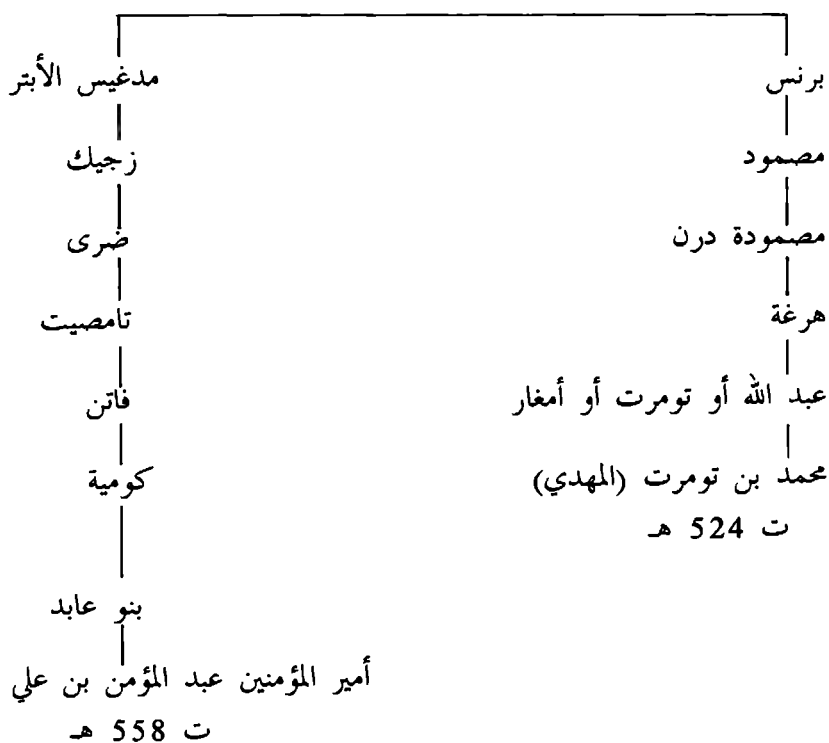 برنس
مصمود
مصمودة درن
هرغة
عبد الله أو تومرت أو أمغار
محمد بن تومرت (المهدي)
ت 524 هـ
مدغيس الأبتر
زجيك
ضرى
تامصيت
فاتن
كومية
بنو عابد
أمير المؤمنين عبد المؤمن بن علي
ت 558 هـ